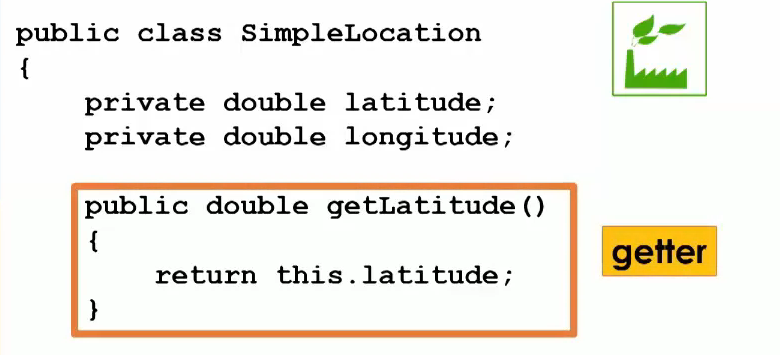 public class SimpleLocation
{
    private double latitude;
    private double longitude;
    public double getLatitude()
    {
        return this.latitude;
    }
getter